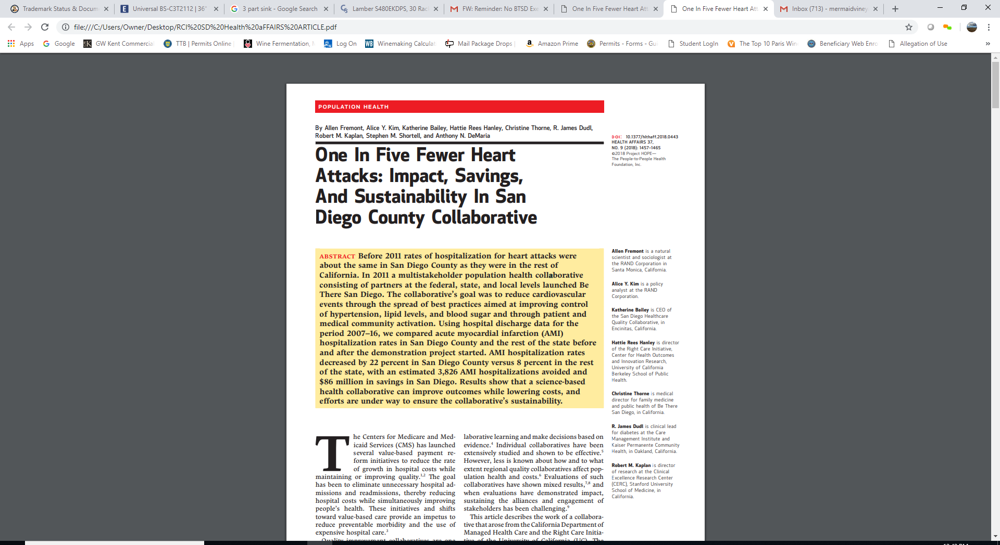 Trademark Status & Docum
Universal BS-C3T2112 | 36"
3 part sink - Google Search
Lamber S480EKDPS, 30 Rac
FW: Reminder: No BTSD Exe
One In Five Fewer Heart Att
One In Five Fewer Heart Att
Inbox (713) - mermaidviney
file:///C:/Users/Owner/Desktop/RCI%20SD%20Health%20aFFAIRS%20ARTICLE.pdf
Apps
Google
GW Kent Commercia
TTB | Permits Online
Wine Fermentation,
Log On
Winemaking Calculat
Mail Package Drops |
Amazon Prime
Permits - Forms - Gu
Student LogIn
The Top 10 Paris Win
Beneficiary Web Enro
Allegation of Use
»
POPULATION HEALTH
By Allen Fremont, Alice Y. Kim, Katherine Bailey, Hattie Rees Hanley, Christine Thorne, R. James Dudl,
Robert M. Kaplan, Stephen M. Shortell, and Anthony N. DeMaria
One In Five Fewer Heart
Attacks: Impact, Savings,
And Sustainability In San
Diego County Collaborative
DOI: 10.1377/hlthaff.2018.0443
HEALTH AFFAIRS 37,
NO. 9 (2018): 1457–1465
©2018 Project HOPE—
The People-to-People Health
Foundation, Inc.
ABSTRACT Before 2011 rates of hospitalization for heart attacks were
about the same in San Diego County as they were in the rest of
California. In 2011 a multistakeholder population health collaborative
consisting of partners at the federal, state, and local levels launched Be
There San Diego. The collaborative's goal was to reduce cardiovascular
events through the spread of best practices aimed at improving control
of hypertension, lipid levels, and blood sugar and through patient and
medical community activation. Using hospital discharge data for the
period 2007–16, we compared acute myocardial infarction (AMI)
hospitalization rates in San Diego County and the rest of the state before
and after the demonstration project started. AMI hospitalization rates
decreased by 22 percent in San Diego County versus 8 percent in the rest
of the state, with an estimated 3,826 AMI hospitalizations avoided and
$86 million in savings in San Diego. Results show that a science-based
health collaborative can improve outcomes while lowering costs, and
efforts are under way to ensure the collaborative's sustainability.
The Centers for Medicare and Med-
icaid Services (CMS) has launched
several value-based payment re-
form initiatives to reduce the rate
of growth in hospital costs while
maintaining or improving quality.1,2 The goal
has been to eliminate unnecessary hospital ad-
missions and readmissions, thereby reducing
hospital costs while simultaneously improving
people's health. These initiatives and shifts
toward value-based care provide an impetus to
reduce preventable morbidity and the use of
expensive hospital care.3
Quality improvement collaboratives are one
laborative learning and make decisions based on
evidence.4 Individual collaboratives have been
extensively studied and shown to be effective.5
However, less is known about how and to what
extent regional quality collaboratives affect pop-
ulation health and costs.6 Evaluations of such
collaboratives have shown mixed results,7,8 and
when evaluations have demonstrated impact,
sustaining the alliances and engagement of
stakeholders has been challenging.9
This article describes the work of a collabora-
tive that arose from the California Department of
Managed Health Care and the Right Care Initia-
tive of the University of California (UC). The
Allen Fremont is a natural
scientist and sociologist at
the RAND Corporation in
Santa Monica, California.
Alice Y. Kim is a policy
analyst at the RAND
Corporation.
Katherine Bailey is CEO of
the San Diego Healthcare
Quality Collaborative, in
Encinitas, California.
Hattie Rees Hanley is director
of the Right Care Initiative,
Center for Health Outcomes
and Innovation Research,
University of California
Berkeley School of Public
Health.
Christine Thorne is medical
director for family medicine
and public health of Be There
San Diego, in California.
R. James Dudl is clinical lead
for diabetes at the Care
Management Institute and
Kaiser Permanente Community
Health, in Oakland, California.
Robert M. Kaplan is director
of research at the Clinical
Excellence Research Center
(CERC), Stanford University
School of Medicine, in
California.